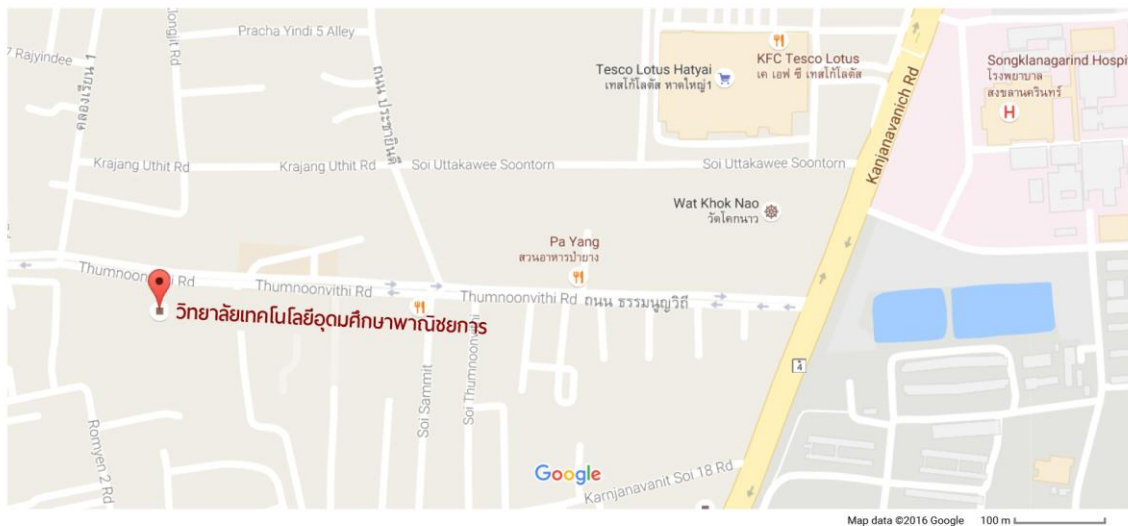 Pracha Yindi 5 Alley
7 Rajyindee
คลองเรียน 1
longjit Rd
ถนน ประชายินดี
Tesco Lotus Hatyai
เทสโก้โลตัส หาดใหญ่1
KFC Tesco Lotus
เค เอฟ ซี เทสโก้โลตัส
Kanjanavanich Rd
Songklanagarind Hospi
โรงพยาบาล
สงขลานครินทร์
H
Krajang Uthit Rd
Krajang Uthit Rd
Soi Uttakawee Soontorn
Soi Uttakawee Soontorn
Wat Khok Nao
วัดโคกนาว
Pa Yang
สวนอาหารป่ายาง
Thumnoonvithi Rd
Thumnoonvithi Rd
Thumnoonvithi Rd ถนน ธรรมนูญวิถี
วิทยาลัยเทคโนโลยีอุดมศึกษาพาณิชยการ
Soi Sammit
Soi Thumnoonvithi
4
Romyen 2 Rd
Google
Karnjanavanit Soi 18 Rd
Map data ©2016 Google 100 m